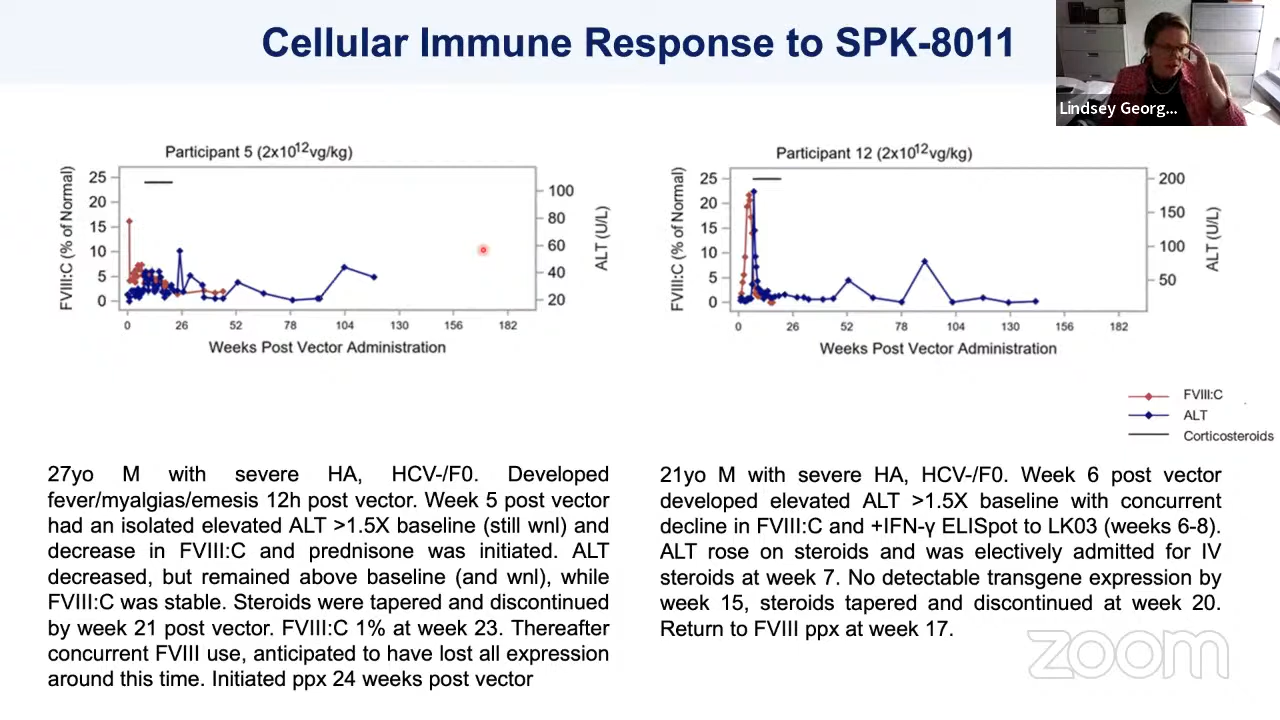 Cellular Immune Response to SPK-8011
Lindsey Georg...
Participant 5 (2x10^12vg/kg)
FVIII:C (% of Normal)
25
20
15
10
5
0
100
80
60
40
20
ALT (U/L)
0 26 52 78 104 130 156 182
Weeks Post Vector Administration
Participant 12 (2x10^12vg/kg)
FVIII:C (% of Normal)
25
20
15
10
5
0
200
150
100
50
ALT (U/L)
0 26 52 78 104 130 156 182
Weeks Post Vector Administration
FVIII:C
ALT
Corticosteroids
27yo M with severe HA, HCV-/F0. Developed
fever/myalgias/emesis 12h post vector. Week 5 post vector
had an isolated elevated ALT >1.5X baseline (still wnl) and
decrease in FVIII:C and prednisone was initiated. ALT
decreased, but remained above baseline (and wnl), while
FVIII:C was stable. Steroids were tapered and discontinued
by week 21 post vector. FVIII:C 1% at week 23. Thereafter
concurrent FVIII use, anticipated to have lost all expression
around this time. Initiated ppx 24 weeks post vector
21yo M with severe HA, HCV-/F0. Week 6 post vector
developed elevated ALT >1.5X baseline with concurrent
decline in FVIII:C and +IFN-γ ELISpot to LK03 (weeks 6-8).
ALT rose on steroids and was electively admitted for IV
steroids at week 7. No detectable transgene expression by
week 15, steroids tapered and discontinued at week 20.
Return to FVIII ppx at week 17.
zoom